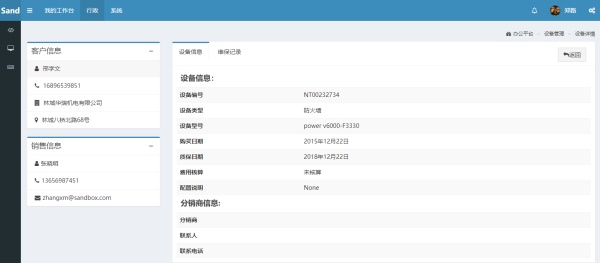 Sand
我的工作台 行政 系统 郑磊
办公平台 - 设备管理 - 设备详情
客户信息
邢学文
16896539851
林城华瑞机电有限公司
林城八桥北路68号
销售信息
张晓明
13656987451
zhangxm@sandbox.com
设备信息 维保记录
返回
设备信息:
设备编号 NT00232734
设备类型 防火墙
设备型号 power v6000-F3330
购买日期 2015年12月22日
质保日期 2018年12月22日
费用核算 未核算
配置说明 None
分销商信息:
分销商
联系人
联系电话